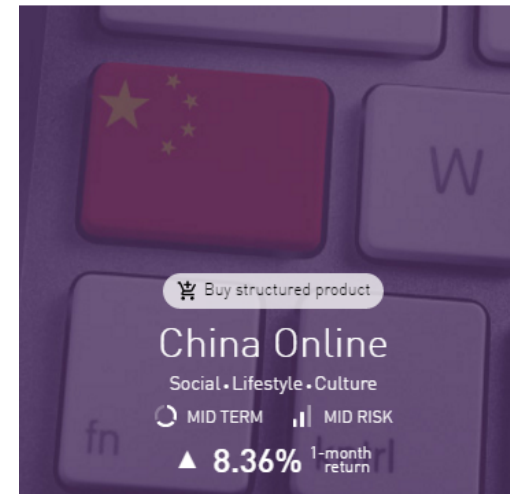 W
Buy structured product
China Online
Social • Lifestyle • Culture
MID TERM MID RISK
fn
▲ 8.36% 1-month return